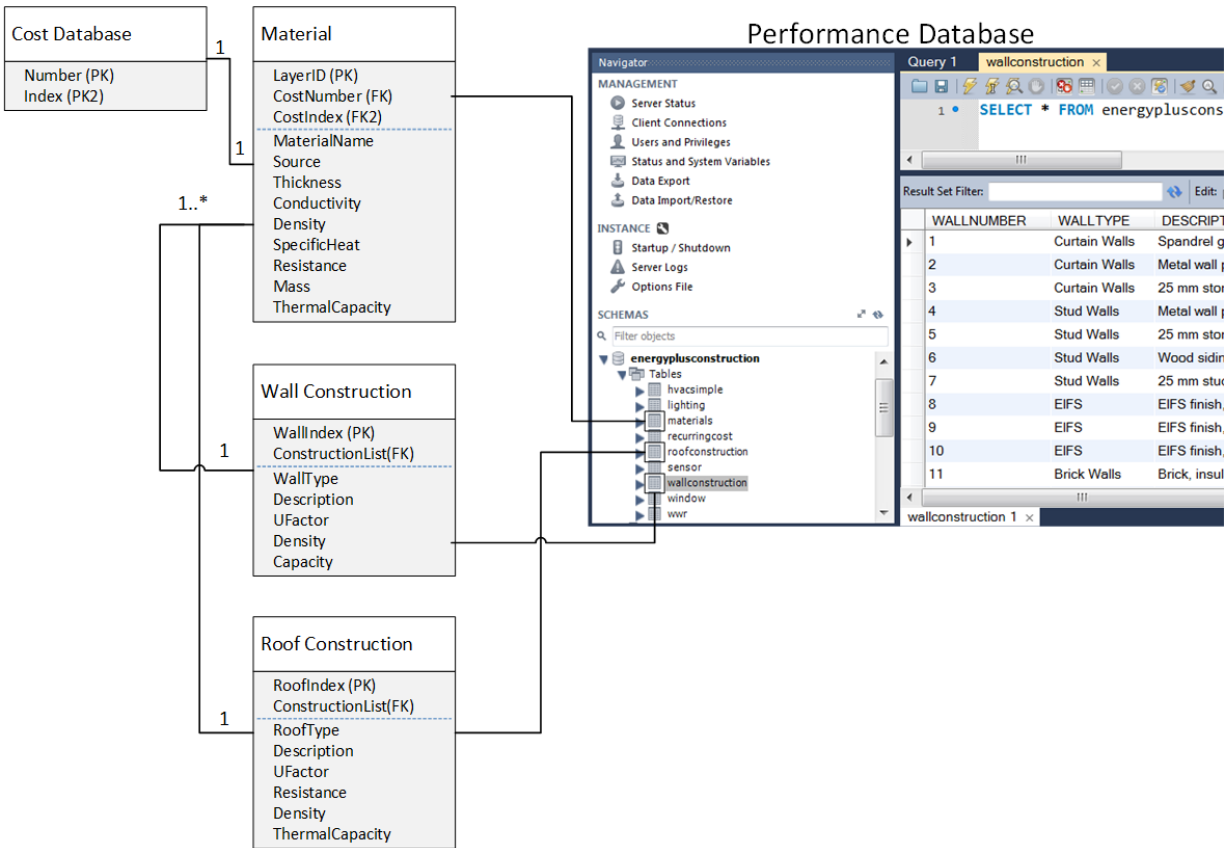 Cost Database
Number (PK)
Index (PK2)
1
1
1..*
1
1
Material
LayerID (PK)
CostNumber (FK)
CostIndex (FK2)
MaterialName
Source
Thickness
Conductivity
Density
SpecificHeat
Resistance
Mass
ThermalCapacity
Wall Construction
WallIndex (PK)
ConstructionList(FK)
WallType
Description
UFactor
Density
Capacity
Roof Construction
RoofIndex (PK)
ConstructionList(FK)
RoofType
Description
UFactor
Resistance
Density
ThermalCapacity
Performance Database
Navigator
MANAGEMENT
Server Status
Client Connections
Users and Privileges
Status and System Variables
Data Export
Data Import/Restore
INSTANCE
Startup / Shutdown
Server Logs
Options File
SCHEMAS
Filter objects
energyplusconstruction
Tables
hvacsimple
lighting
materials
recurringcost
roofconstruction
sensor
wallconstruction
window
wwr
Query 1 wallconstruction ×
1 SELECT * FROM energypluscons
Result Set Filter: Edit:
WALLNUMBER WALLTYPE DESCRIPT
1 Curtain Walls Spandrel g
2 Curtain Walls Metal wall p
3 Curtain Walls 25 mm stor
4 Stud Walls Metal wall p
5 Stud Walls 25 mm stor
6 Stud Walls Wood sidin
7 Stud Walls 25 mm stuc
8 EIFS EIFS finish,
9 EIFS EIFS finish,
10 EIFS EIFS finish,
11 Brick Walls Brick, insul
wallconstruction 1 ×